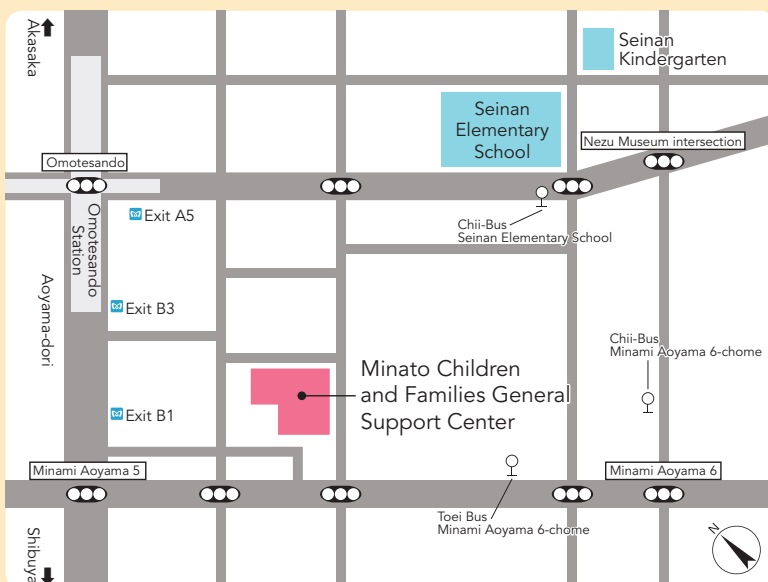 Akasaka
Seinan
Kindergarten
Seinan
Elementary
School
Nezu Museum intersection
Omotesando
Omotesando
Station
Exit A5
Chii-Bus
Seinan Elementary School
Aoyama-dori
Exit B3
Chii-Bus
Minami Aoyama 6-chome
Minato Children
and Families General
Support Center
Exit B1
Minami Aoyama 5
Minami Aoyama 6
Toei Bus
Minami Aoyama 6-chome
Shibuya
N